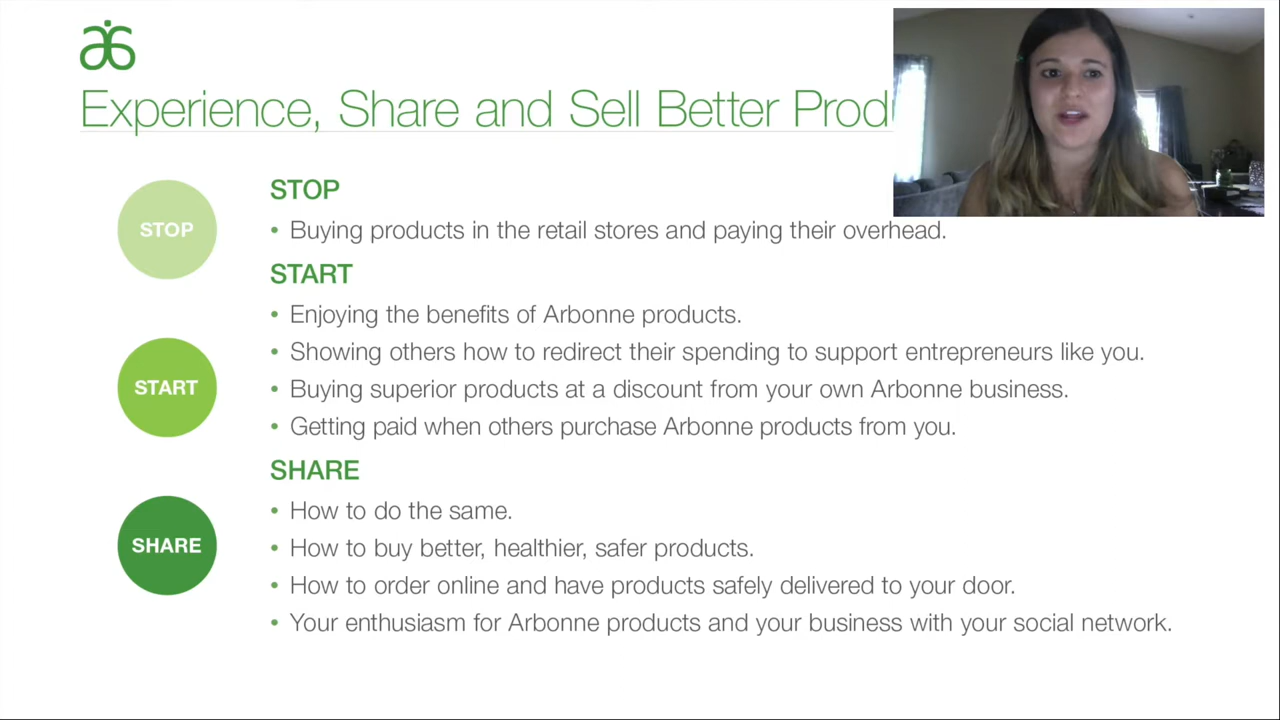 Experience, Share and Sell Better
STOP
STOP
• Buying products in the retail stores and paying their overhead.
START
• Enjoying the benefits of Arbonne products.
• Showing others how to redirect their spending to support entrepreneurs like you.
START
• Buying superior products at a discount from your own Arbonne business.
• Getting paid when others purchase Arbonne products from you.
SHARE
• How to do the same.
SHARE
• How to buy better, healthier, safer products.
• How to order online and have products safely delivered to your door.
• Your enthusiasm for Arbonne products and your business with your social network.